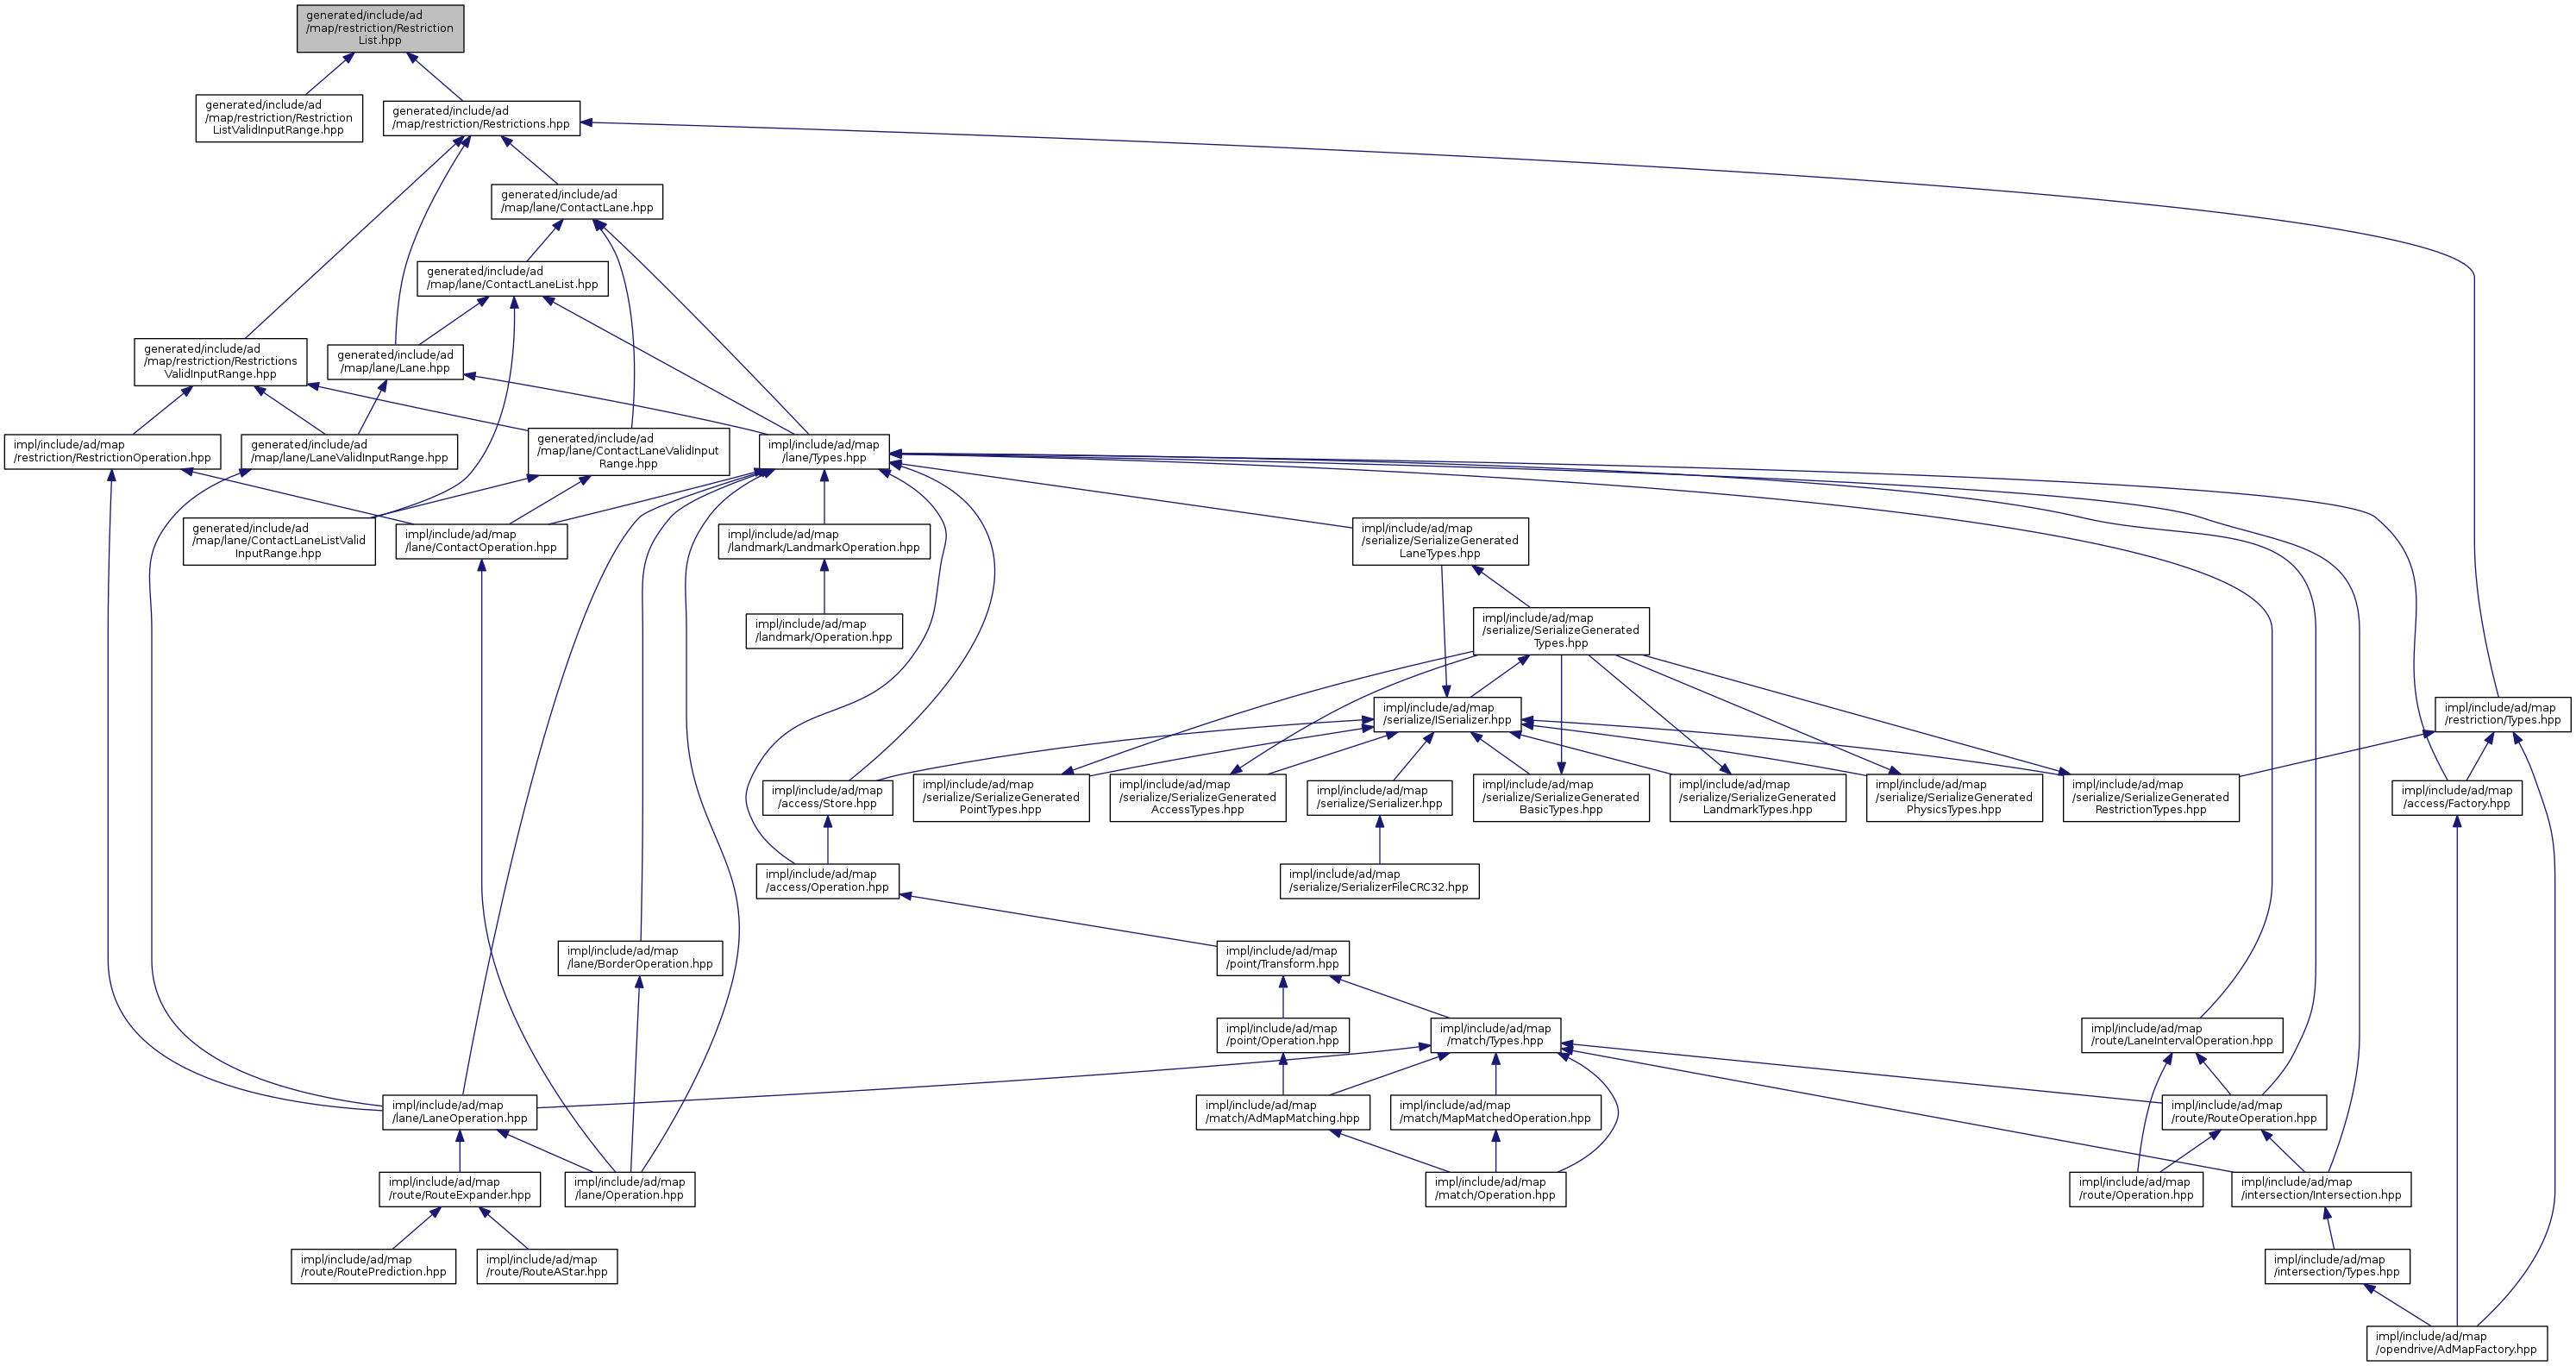 generated/include/ad
/map/restriction/Restriction
List.hpp
generated/include/ad
/map/restriction/Restriction
ListValidInputRange.hpp
generated/include/ad
/map/restriction/Restrictions.hpp
generated/include/ad
/map/lane/ContactLane.hpp
generated/include/ad
/map/lane/ContactLaneList.hpp
generated/include/ad
/map/restriction/Restrictions
ValidInputRange.hpp
generated/include/ad
/map/lane/Lane.hpp
impl/include/ad/map
/restriction/RestrictionOperation.hpp
generated/include/ad
/map/lane/LaneValidInputRange.hpp
generated/include/ad
/map/lane/ContactLaneValidInput
Range.hpp
impl/include/ad/map
/lane/Types.hpp
generated/include/ad
/map/lane/ContactLaneListValid
InputRange.hpp
impl/include/ad/map
/lane/ContactOperation.hpp
impl/include/ad/map
/landmark/LandmarkOperation.hpp
impl/include/ad/map
/serialize/SerializeGenerated
LaneTypes.hpp
impl/include/ad/map
/landmark/Operation.hpp
impl/include/ad/map
/serialize/SerializeGenerated
Types.hpp
impl/include/ad/map
/serialize/ISerializer.hpp
impl/include/ad/map
/restriction/Types.hpp
impl/include/ad/map
/access/Store.hpp
impl/include/ad/map
/serialize/SerializeGenerated
PointTypes.hpp
impl/include/ad/map
/serialize/SerializeGenerated
AccessTypes.hpp
impl/include/ad/map
/serialize/Serializer.hpp
impl/include/ad/map
/serialize/SerializeGenerated
BasicTypes.hpp
impl/include/ad/map
/serialize/SerializeGenerated
LandmarkTypes.hpp
impl/include/ad/map
/serialize/SerializeGenerated
PhysicsTypes.hpp
impl/include/ad/map
/serialize/SerializeGenerated
RestrictionTypes.hpp
impl/include/ad/map
/access/Factory.hpp
impl/include/ad/map
/access/Operation.hpp
impl/include/ad/map
/serialize/SerializerFileCRC32.hpp
impl/include/ad/map
/lane/BorderOperation.hpp
impl/include/ad/map
/point/Transform.hpp
impl/include/ad/map
/point/Operation.hpp
impl/include/ad/map
/match/Types.hpp
impl/include/ad/map
/route/LaneIntervalOperation.hpp
impl/include/ad/map
/lane/LaneOperation.hpp
impl/include/ad/map
/match/AdMapMatching.hpp
impl/include/ad/map
/match/MapMatchedOperation.hpp
impl/include/ad/map
/route/RouteOperation.hpp
impl/include/ad/map
/route/RouteExpander.hpp
impl/include/ad/map
/lane/Operation.hpp
impl/include/ad/map
/match/Operation.hpp
impl/include/ad/map
/route/Operation.hpp
impl/include/ad/map
/intersection/Intersection.hpp
impl/include/ad/map
/route/RoutePrediction.hpp
impl/include/ad/map
/route/RouteAStar.hpp
impl/include/ad/map
/intersection/Types.hpp
impl/include/ad/map
/opendrive/AdMapFactory.hpp